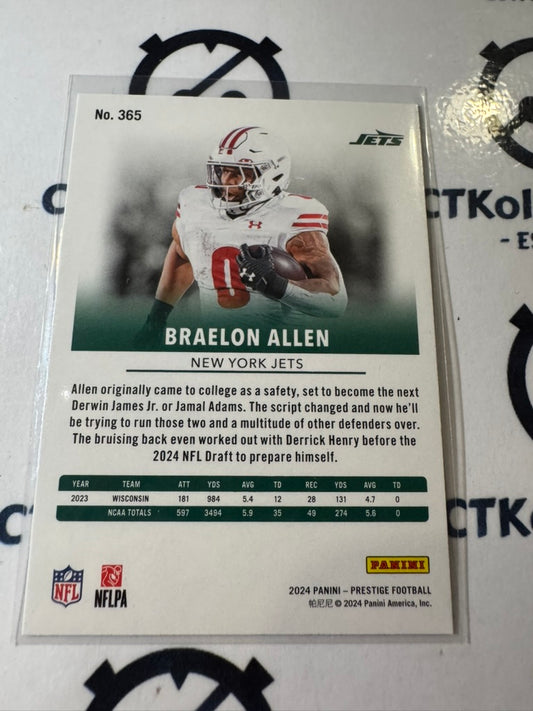 No. 365
JETS
0
BRAELON ALLEN
NEW YORK JETS
Allen originally came to college as a safety, set to become the next
Derwin James Jr. or Jamal Adams. The script changed and now he'll
be trying to run those two and a multitude of other defenders over.
The bruising back even worked out with Derrick Henry before the
2024 NFL Draft to prepare himself.
YEAR TEAM ATT YDS AVG TD REC YDS AVG TD
2023 WISCONSIN 181 984 5.4 12 28 131 4.7 0
NCAA TOTALS 597 3494 5.9 35 49 274 5.6 0
PANINI
NFL
NFLPA
2024 PANINI – PRESTIGE FOOTBALL
帕尼尼 © 2024 Panini America, Inc.
CTKol
- ES
CTK